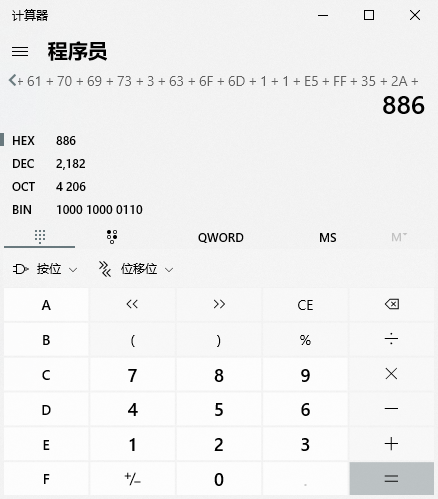 计算器
程序员
+ 61 + 70 + 69 + 73 + 3 + 63 + 6F + 6D + 1 + 1 + E5 + FF + 35 + 2A +
886
HEX 886
DEC 2,182
OCT 4 206
BIN 1000 1000 0110
QWORD MS M˅
按位 位移位
A << >> CE
B ( ) % ÷
C 7 8 9 ×
D 4 5 6 −
E 1 2 3 +
F +/− 0 . =